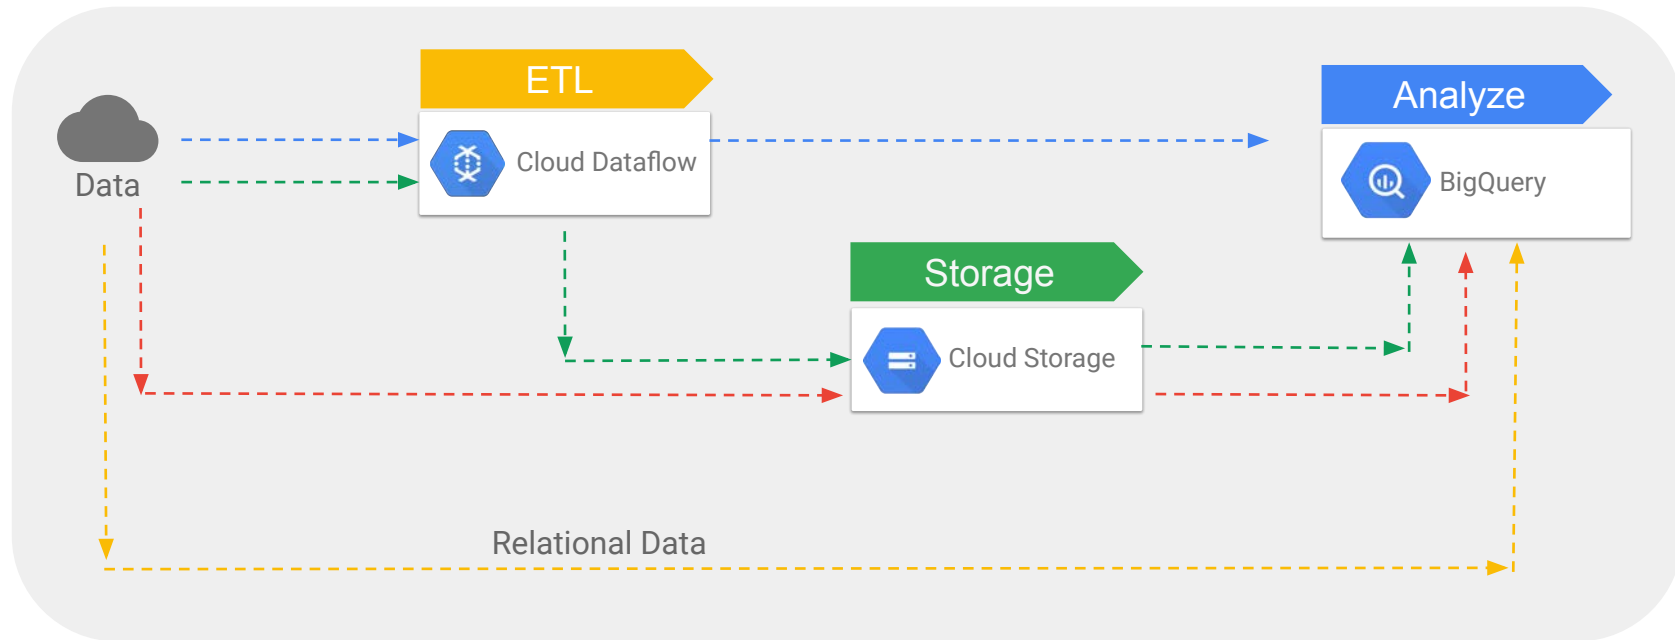 ETL
Analyze
Cloud Dataflow
Data
BigQuery
Storage
Cloud Storage
Relational Data